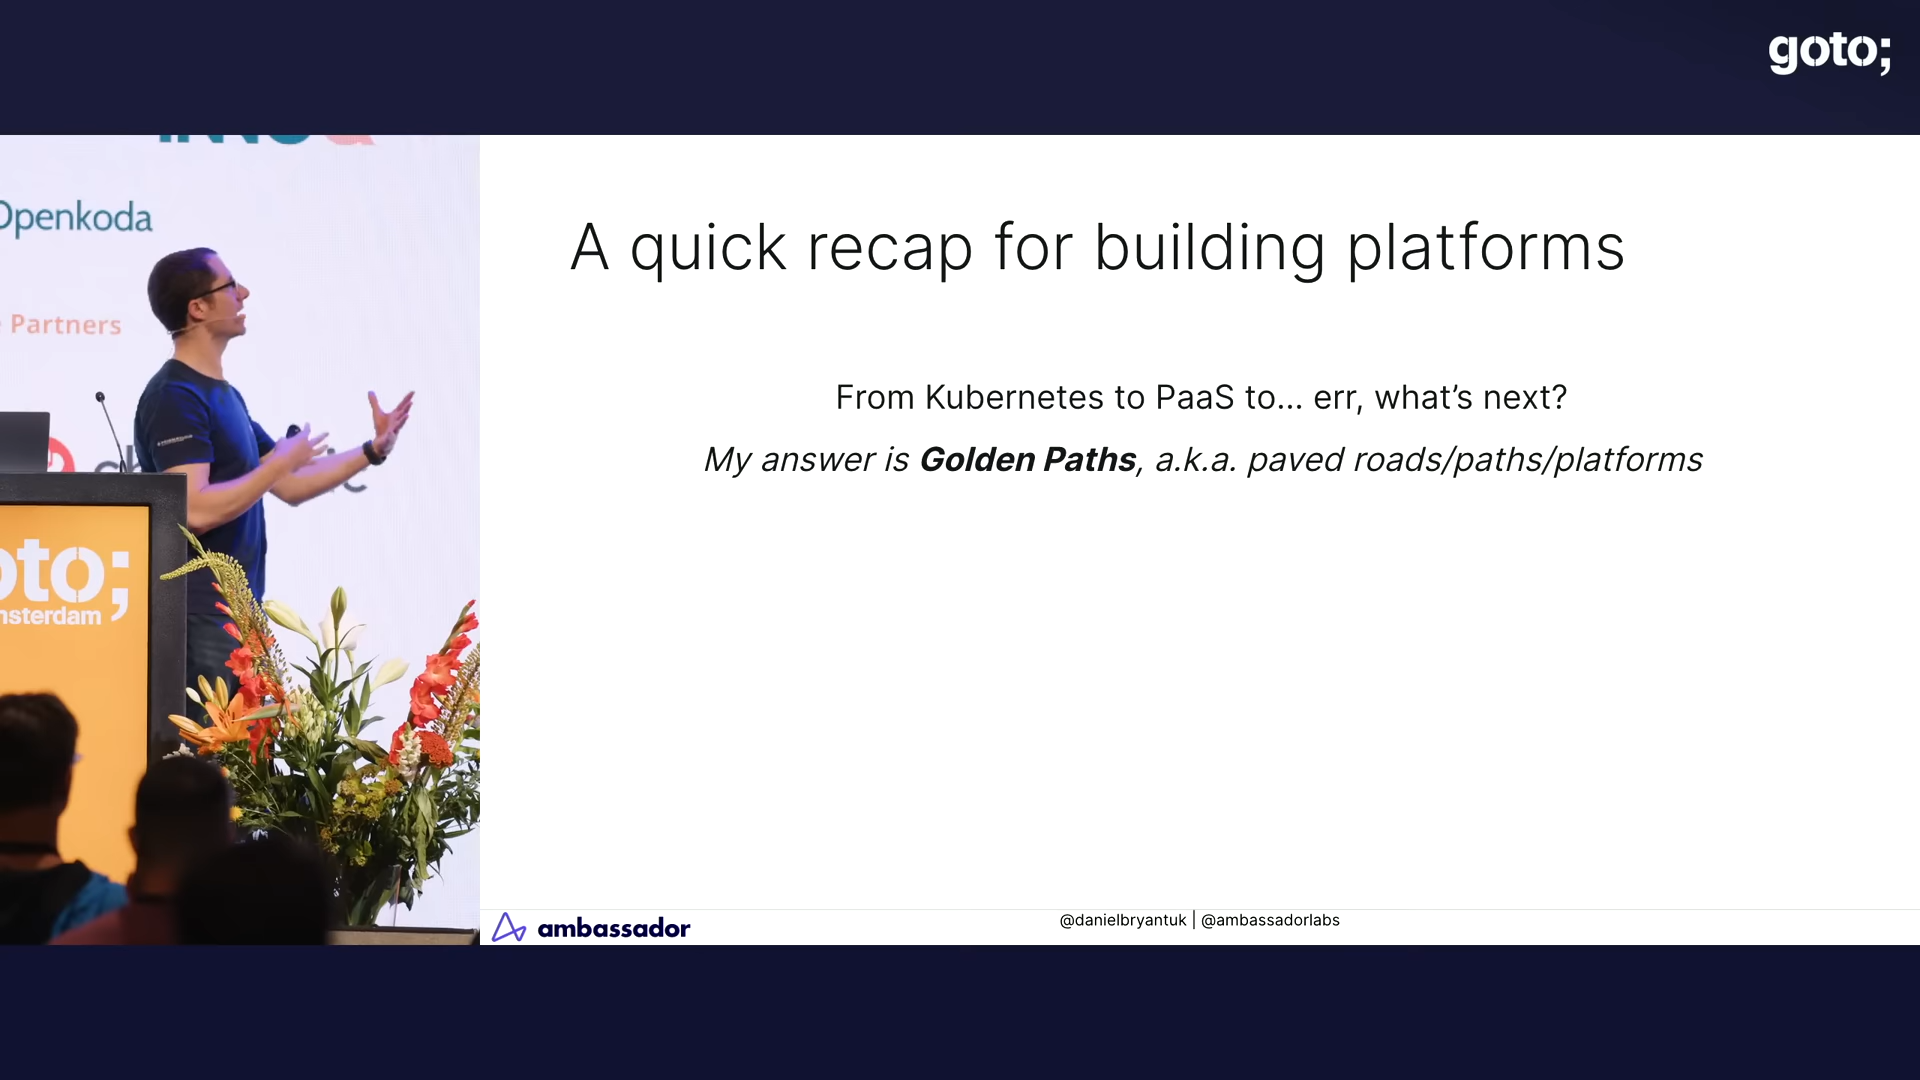 goto;
Openkoda
Partners
oto;
msterdam
A quick recap for building platforms
From Kubernetes to PaaS to... err, what's next?
My answer is Golden Paths, a.k.a. paved roads/paths/platforms
ambassador
@danielbryantuk | @ambassadorlabs